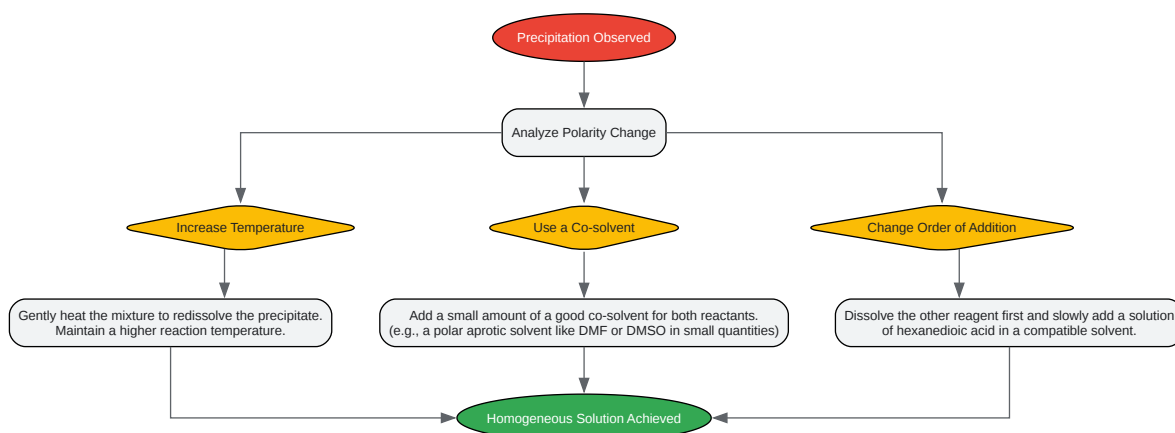 Precipitation Observed
Analyze Polarity Change
Increase Temperature
Use a Co-solvent
Change Order of Addition
Gently heat the mixture to redissolve the precipitate.
Maintain a higher reaction temperature.
Add a small amount of a good co-solvent for both reactants.
(e.g., a polar aprotic solvent like DMF or DMSO in small quantities)
Dissolve the other reagent first and slowly add a solution
of hexanedioic acid in a compatible solvent.
Homogeneous Solution Achieved